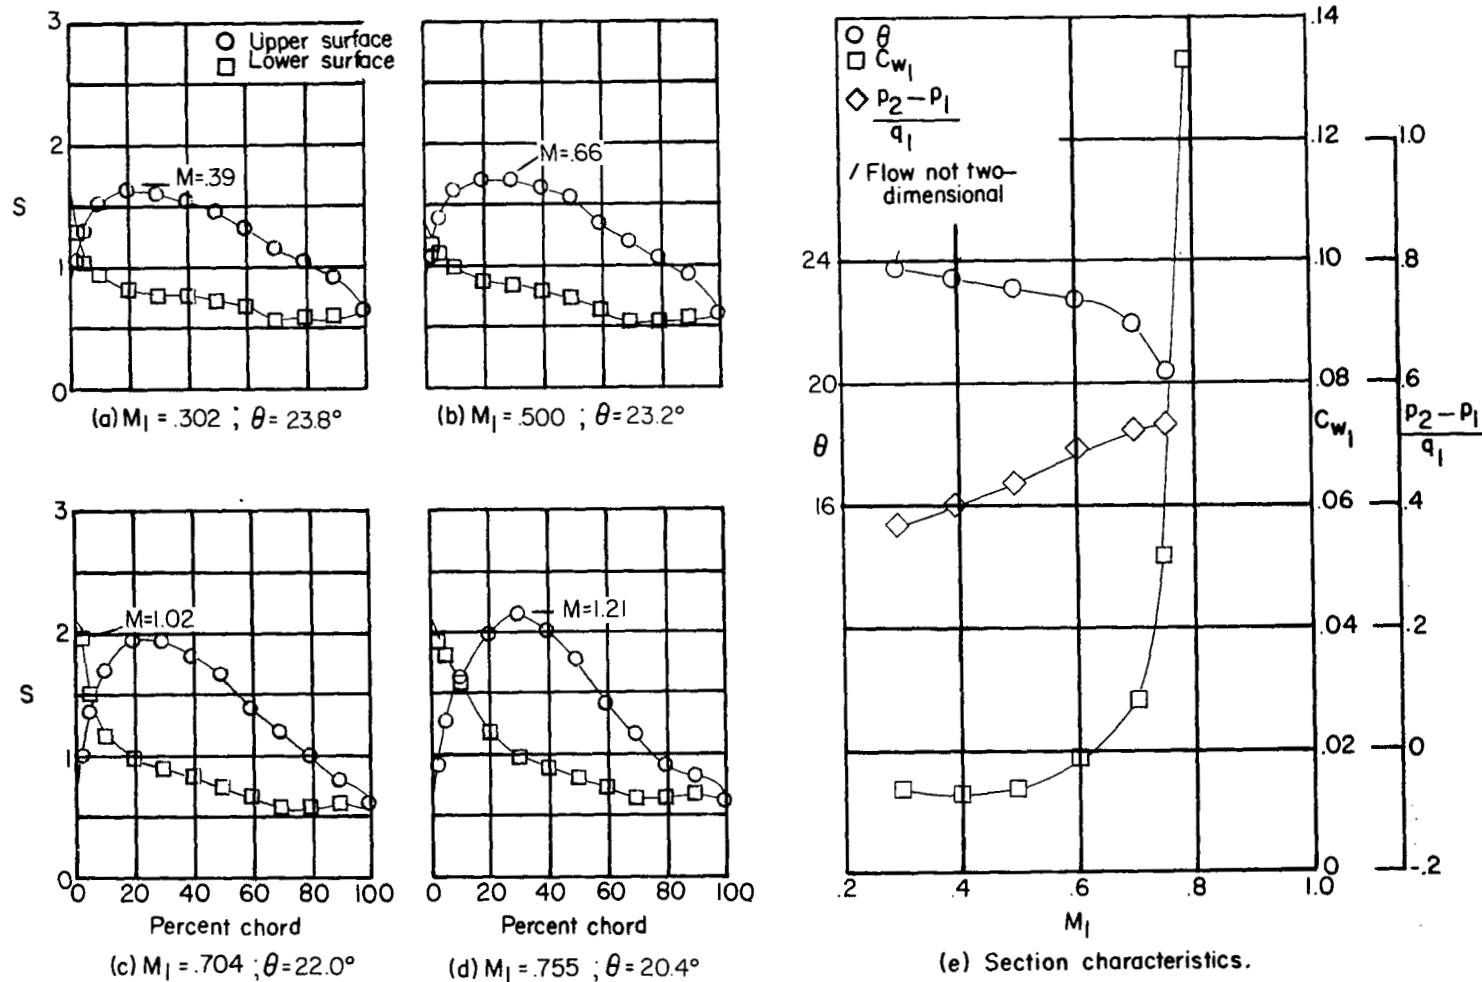 3
2
S
1
0
Upper surface
Lower surface
M=.39
(a) M₁ = .302 ; θ = 23.8°
M=.66
(b) M₁ = .500 ; θ = 23.2°
3
2
S
1
0
M=1.02
0 20 40 60 80 100
Percent chord
(c) M₁ = .704 ; θ = 22.0°
M=1.21
0 20 40 60 80 100
Percent chord
(d) M₁ = .755 ; θ = 20.4°
θ
Cw₁
p₂ – p₁
q₁
/ Flow not two-
dimensional
24
20
θ
16
.14
.12
.10
.08
Cw₁
.06
.04
.02
0
1.0
.8
.6
p₂ – p₁
q₁
.4
.2
0
-.2
.2 .4 .6 .8 1.0
M₁
(e) Section characteristics.